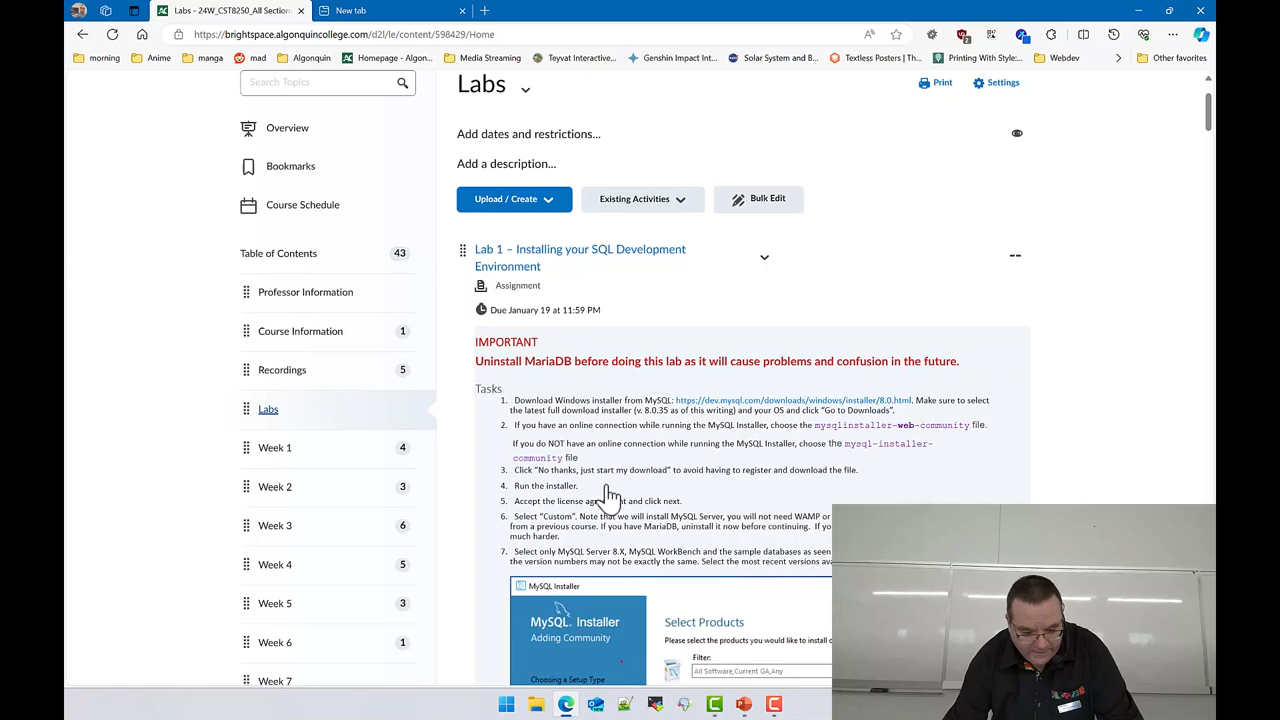 Labs - 24W_CST8250_All Section
New tab
https://brightspace.algonquincollege.com/d2l/le/content/598429/Home
morning
Anime
manga
mad
Algonquin
Homepage - Algon...
Media Streaming
Teyvat Interactive...
Genshin Impact Int...
Solar System and B...
Textless Posters | Th...
Printing With Style:...
Webdev
Other favorites
Search Topics
Labs
Print
Settings
Overview
Add dates and restrictions...
Bookmarks
Add a description...
Course Schedule
Upload / Create
Existing Activities
Bulk Edit
Table of Contents 43
Lab 1 – Installing your SQL Development
Environment
Assignment
Professor Information
Due January 19 at 11:59 PM
Course Information 1
IMPORTANT
Uninstall MariaDB before doing this lab as it will cause problems and confusion in the future.
Recordings 5
Tasks
1. Download Windows installer from MySQL: https://dev.mysql.com/downloads/windows/installer/8.0.html. Make sure to select
the latest full download installer (v. 8.0.35 as of this writing) and your OS and click "Go to Downloads".
Labs
2. If you have an online connection while running the MySQL Installer, choose the mysqlinstaller-web-community file.
If you do NOT have an online connection while running the MySQL Installer, choose the mysql-installer-
community file
Week 1 4
3. Click "No thanks, just start my download" to avoid having to register and download the file.
4. Run the installer.
Week 2 3
5. Accept the license and click next.
6. Select "Custom". Note that we will install MySQL Server, you will not need WAMP or
from a previous course. If you have MariaDB, uninstall it now before continuing. If yo
much harder.
Week 3 6
7. Select only MySQL Server 8.X, MySQL WorkBench and the sample databases as seen
the version numbers may not be exactly the same. Select the most recent versions ava
Week 4 5
MySQL Installer
Week 5 3
MySQL. Installer
Adding Community
Select Products
Please select the products you would like to install o
Week 6 1
Filter:
All Software,Current GA,Any
Week 7
Choosing a Setup Type